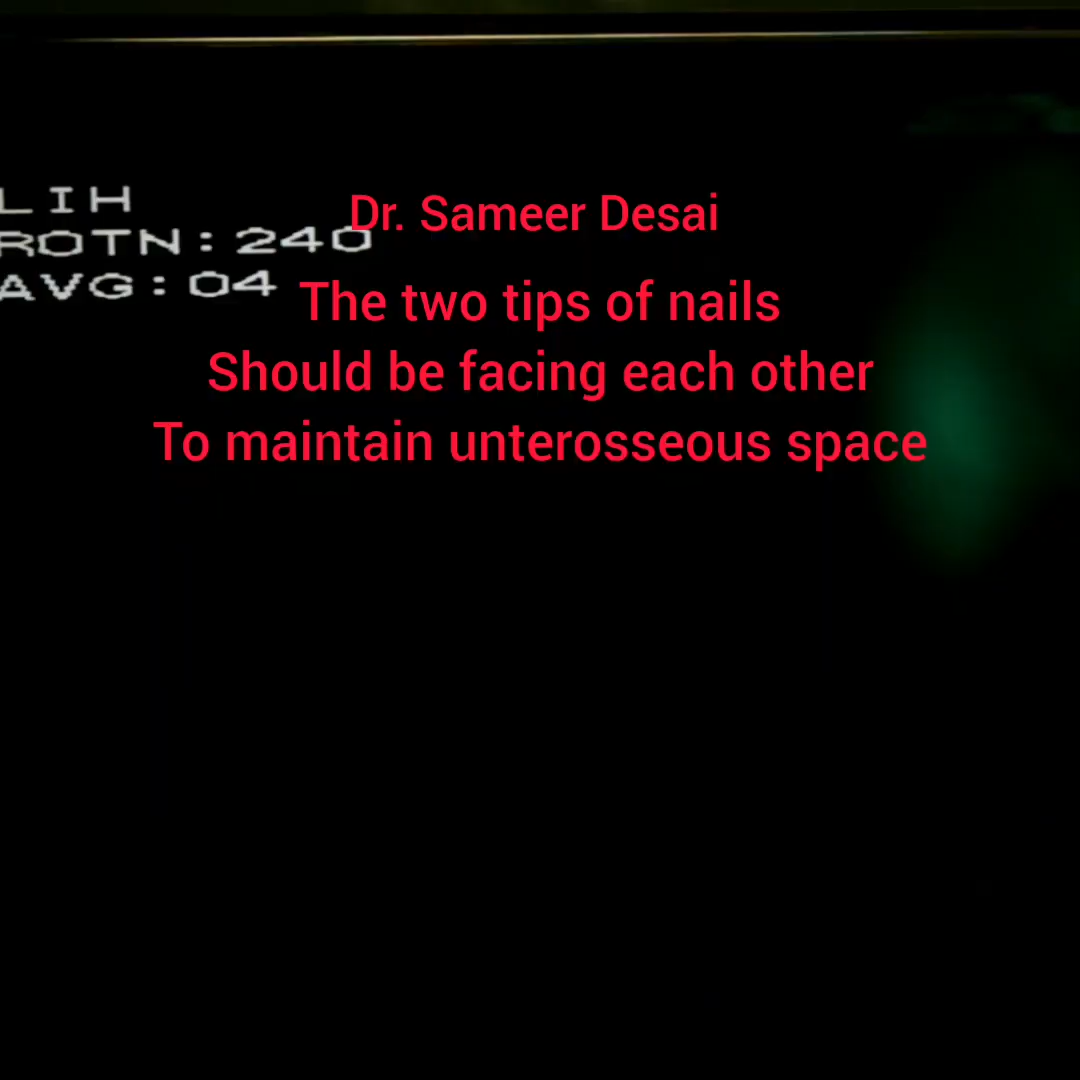 LIH
ROTN:240
AVG:04
Dr. Sameer Desai
The two tips of nails
Should be facing each other
To maintain unterosseous space